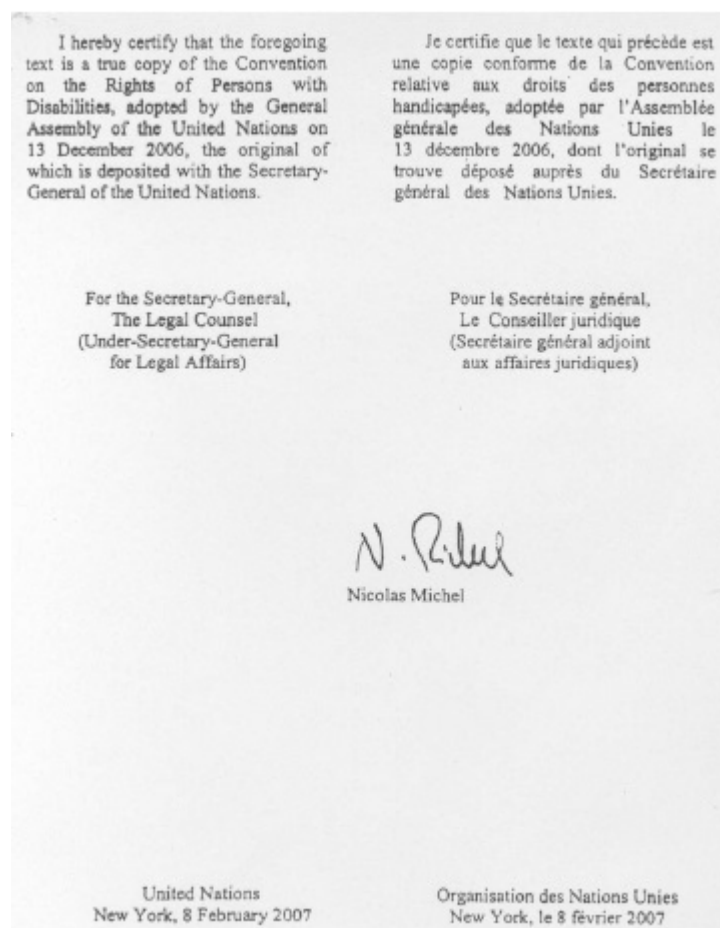 I hereby certify that the foregoing
text is a true copy of the Convention
on the Rights of Persons with
Disabilities, adopted by the General
Assembly of the United Nations on
13 December 2006, the original of
which is deposited with the Secretary-
General of the United Nations.
Je certifie que le texte qui précède est
une copie conforme de la Convention
relative aux droits des personnes
handicapées, adoptée par l'Assemblée
générale des Nations Unies le
13 décembre 2006, dont l'original se
trouve déposé auprès du Secrétaire
général des Nations Unies.
For the Secretary-General,
The Legal Counsel
(Under-Secretary-General
for Legal Affairs)
Pour le Secrétaire général,
Le Conseiller juridique
(Secrétaire général adjoint
aux affaires juridiques)
N. Michel
Nicolas Michel
United Nations
New York, 8 February 2007
Organisation des Nations Unies
New York, le 8 février 2007